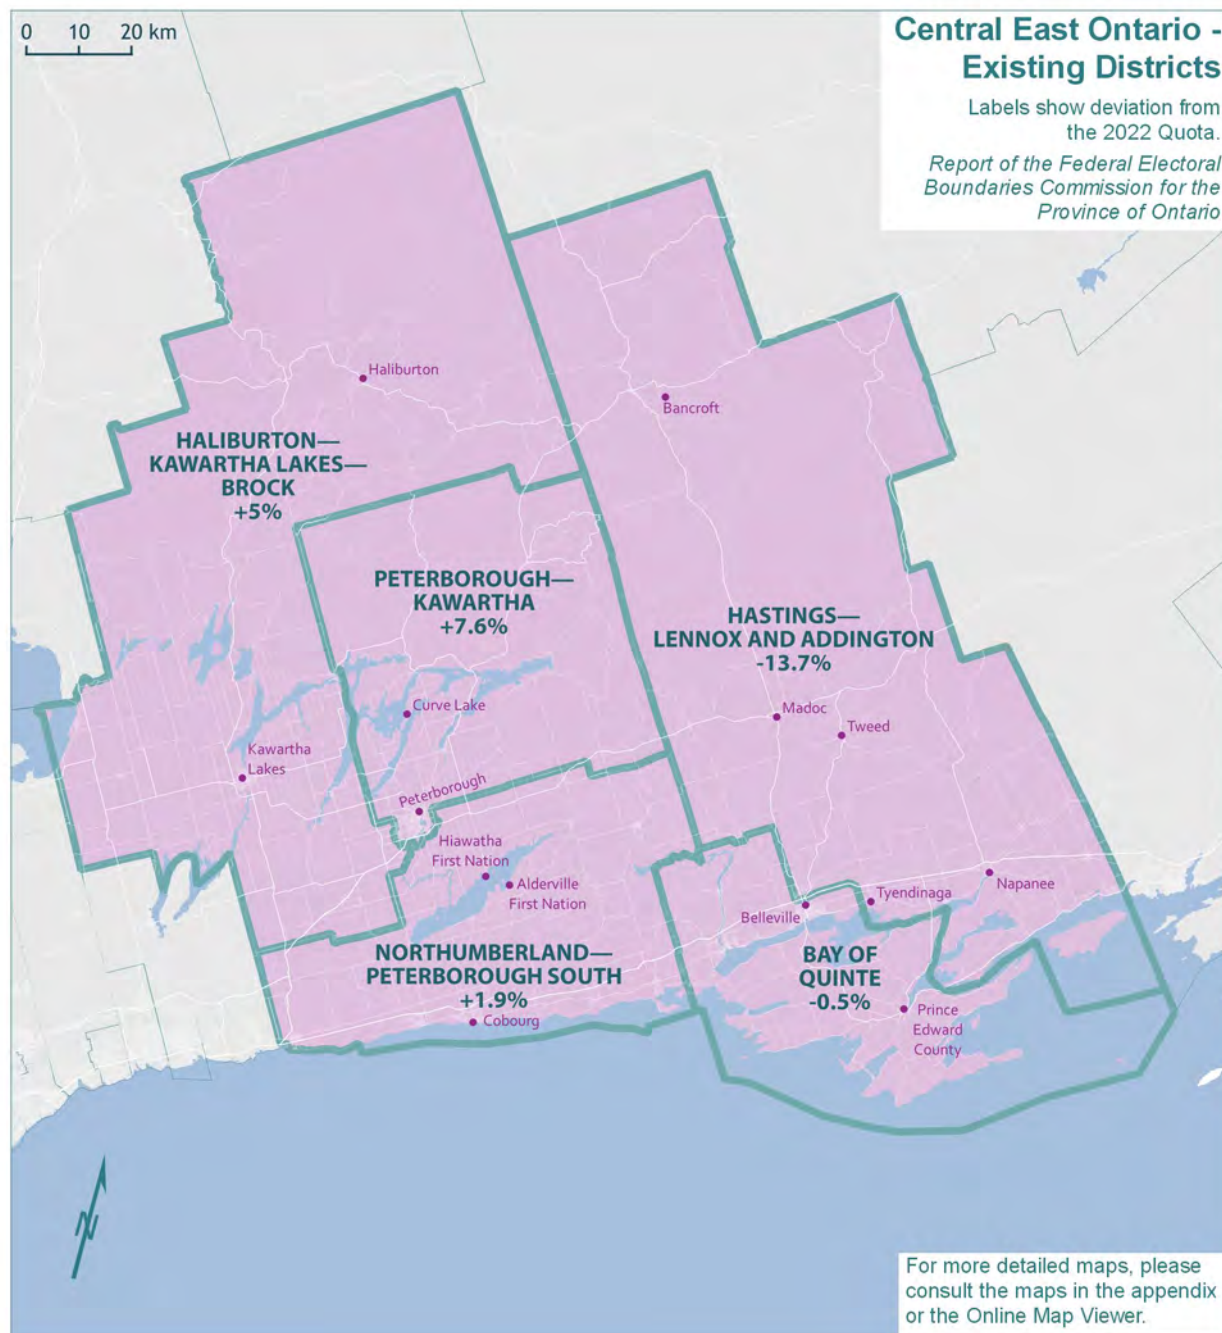 0 10 20 km
Central East Ontario -
Existing Districts
Labels show deviation from
the 2022 Quota.
Report of the Federal Electoral
Boundaries Commission for the
Province of Ontario
Haliburton
Bancroft
HALIBURTON—
KAWARTHA LAKES—
BROCK
+5%
PETERBOROUGH—
KAWARTHA
+7.6%
HASTINGS—
LENNOX AND ADDINGTON
-13.7%
Curve Lake
Madoc
Tweed
Kawartha
Lakes
Peterborough
Hiawatha
First Nation
Alderville
First Nation
Napanee
Tyendinaga
Belleville
NORTHUMBERLAND—
PETERBOROUGH SOUTH
+1.9%
BAY OF
QUINTE
-0.5%
Cobourg
Prince
Edward
County
N
For more detailed maps, please
consult the maps in the appendix
or the Online Map Viewer.